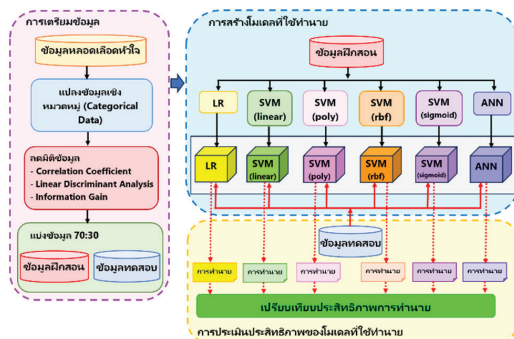 การเตรียมข้อมูล
ข้อมูลหลอดเลือดหัวใจ
แปลงข้อมูลเชิง
หมวดหมู่ (Categorical
Data)
ลดมิติข้อมูล
- Correlation Coefficient
- Linear Discriminant Analysis
- Information Gain
แบ่งข้อมูล 70:30
ข้อมูลฝึกสอน
ข้อมูลทดสอบ
การสร้างโมเดลที่ใช้ทำนาย
ข้อมูลฝึกสอน
LR
SVM
(linear)
SVM
(poly)
SVM
(rbf)
SVM
(sigmoid)
ANN
LR
SVM
(linear)
SVM
(poly)
SVM
(rbf)
SVM
(sigmoid)
ANN
ข้อมูลทดสอบ
การทำนาย
การทำนาย
การทำนาย
การทำนาย
การทำนาย
การทำนาย
เปรียบเทียบประสิทธิภาพการทำนาย
การประเมินประสิทธิภาพของโมเดลที่ใช้ทำนาย